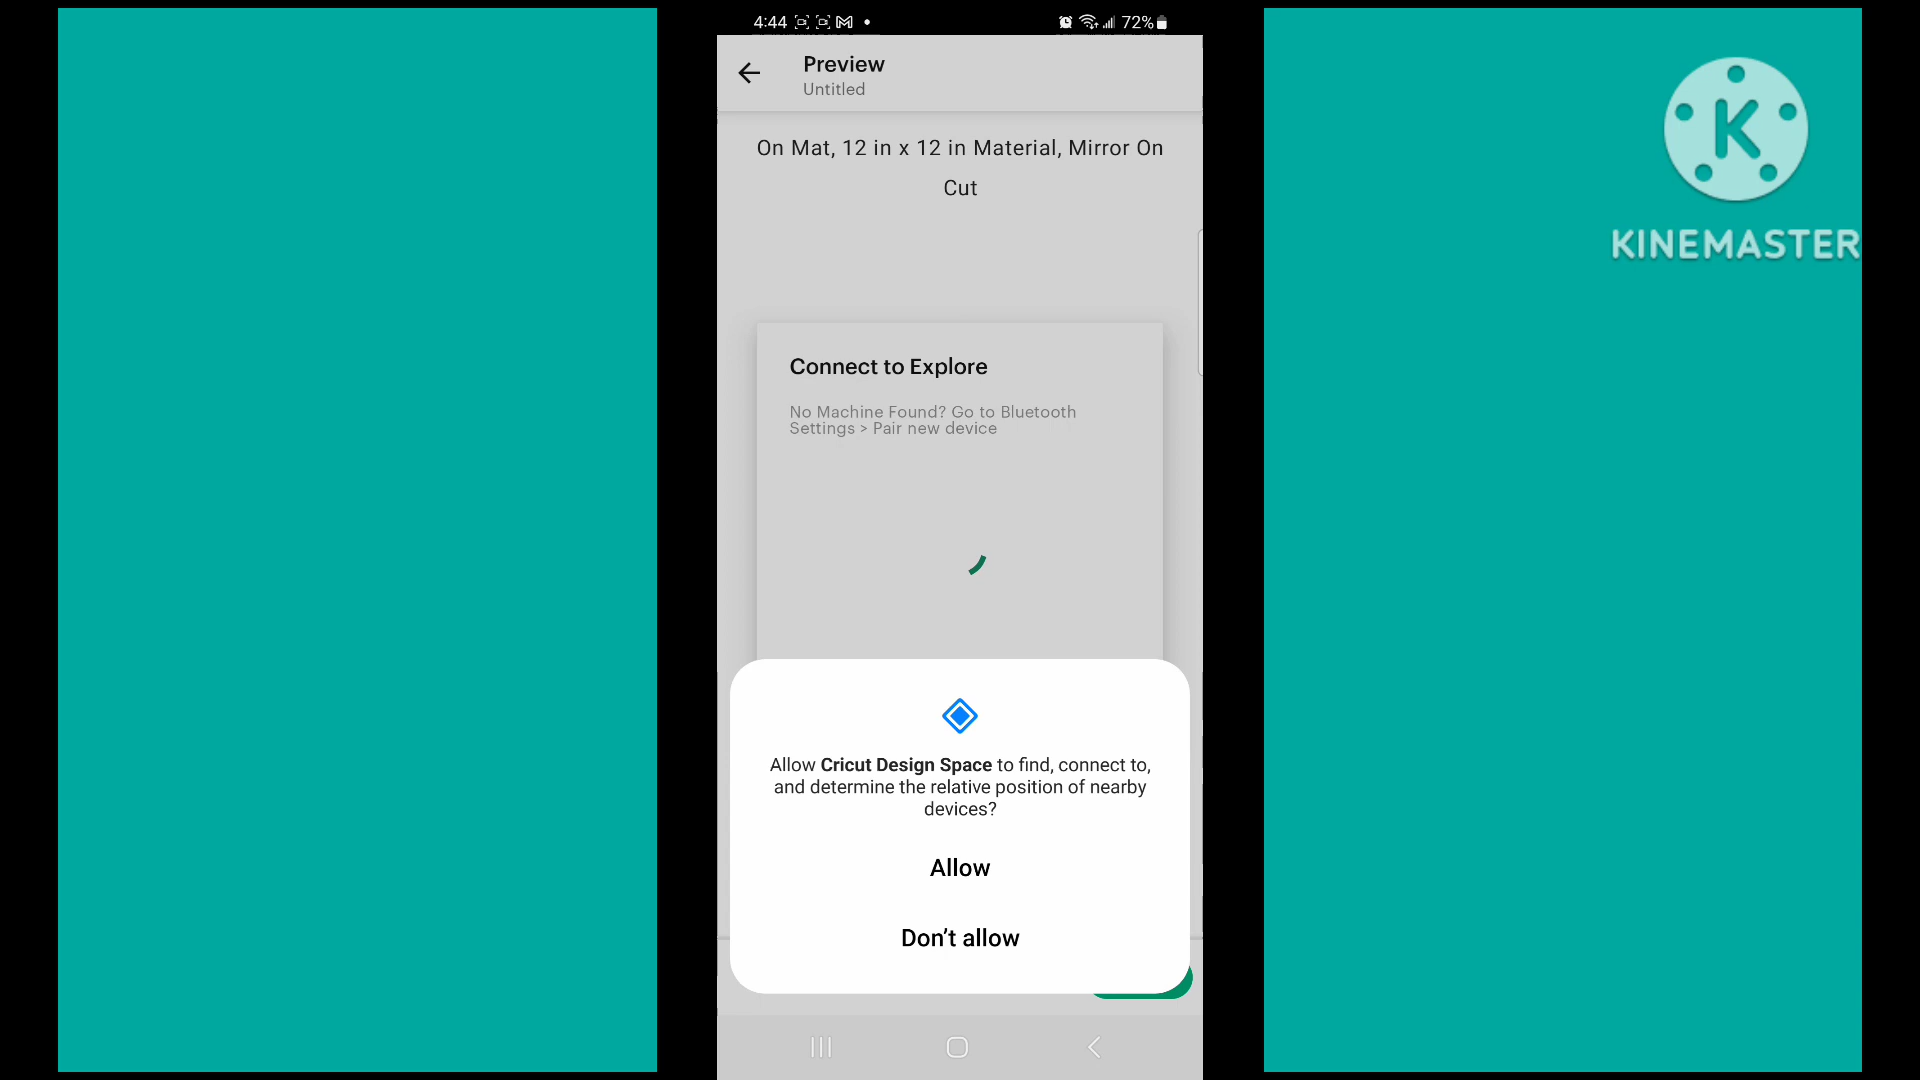 4:44
72%
Preview
Untitled
On Mat, 12 in x 12 in Material, Mirror On
Cut
Connect to Explore
No Machine Found? Go to Bluetooth
Settings > Pair new device
Allow Cricut Design Space to find, connect to,
and determine the relative position of nearby
devices?
Allow
Don't allow
K
KINEMASTER